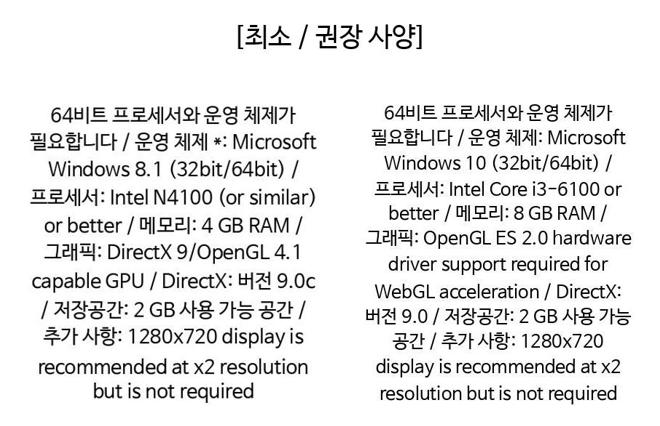 [최소 / 권장 사양]
64비트 프로세서와 운영 체제가
필요합니다 / 운영 체제 *: Microsoft
Windows 8.1 (32bit/64bit) /
프로세서: Intel N4100 (or similar)
or better / 메모리: 4 GB RAM /
그래픽: DirectX 9/OpenGL 4.1
capable GPU / DirectX: 버전 9.0c
/ 저장공간: 2 GB 사용 가능 공간 /
추가 사항: 1280x720 display is
recommended at x2 resolution
but is not required
64비트 프로세서와 운영 체제가
필요합니다 / 운영 체제: Microsoft
Windows 10 (32bit/64bit) /
프로세서: Intel Core i3-6100 or
better / 메모리: 8 GB RAM /
그래픽: OpenGL ES 2.0 hardware
driver support required for
WebGL acceleration / DirectX:
버전 9.0 / 저장공간: 2 GB 사용 가능
공간 / 추가 사항: 1280x720
display is recommended at x2
resolution but is not required